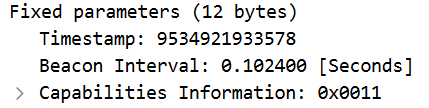 Fixed parameters (12 bytes)
Timestamp: 9534921933578
Beacon Interval: 0.102400 [Seconds]
Capabilities Information: 0x0011